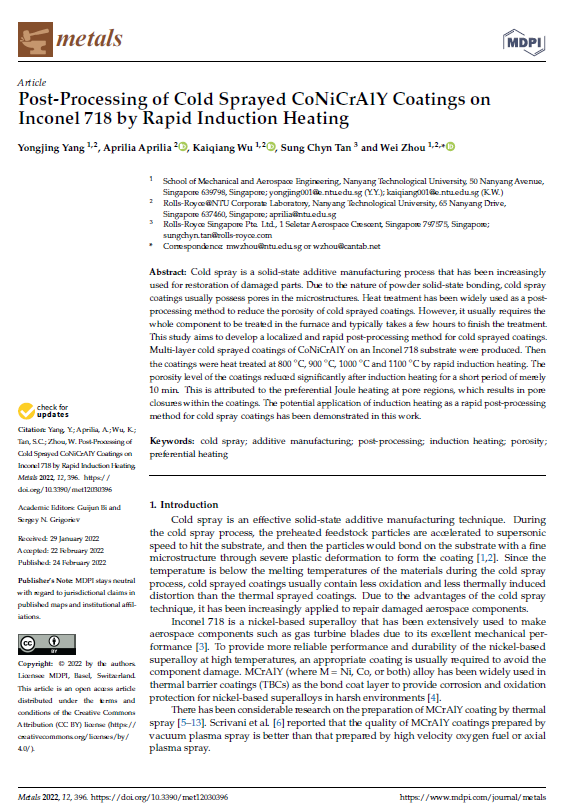 metals
MDPI
Article
Post-Processing of Cold Sprayed CoNiCrAlY Coatings on
Inconel 718 by Rapid Induction Heating
Yongjing Yang 1,2, Aprilia Aprilia 2, Kaiqiang Wu 1,2, Sung Chyn Tan 3 and Wei Zhou 1,2,*
1 School of Mechanical and Aerospace Engineering, Nanyang Technological University, 50 Nanyang Avenue,
Singapore 639798, Singapore; yongjing001@e.ntu.edu.sg (Y.Y.); kaiqiang001@e.ntu.edu.sg (K.W.)
2 Rolls-Royce@NTU Corporate Laboratory, Nanyang Technological University, 65 Nanyang Drive,
Singapore 637460, Singapore; aprilia@ntu.edu.sg
3 Rolls-Royce Singapore Pte. Ltd., 1 Seletar Aerospace Crescent, Singapore 797575, Singapore;
sungchyn.tan@rolls-royce.com
* Correspondence: mwzhou@ntu.edu.sg or wzhou@cantab.net
Abstract: Cold spray is a solid-state additive manufacturing process that has been increasingly
used for restoration of damaged parts. Due to the nature of powder solid-state bonding, cold spray
coatings usually possess pores in the microstructures. Heat treatment has been widely used as a post-
processing method to reduce the porosity of cold sprayed coatings. However, it usually requires the
whole component to be treated in the furnace and typically takes a few hours to finish the treatment.
This study aims to develop a localized and rapid post-processing method for cold sprayed coatings.
Multi-layer cold sprayed coatings of CoNiCrAlY on an Inconel 718 substrate were produced. Then
the coatings were heat treated at 800 °C, 900 °C, 1000 °C and 1100 °C by rapid induction heating. The
porosity level of the coatings reduced significantly after induction heating for a short period of merely
10 min. This is attributed to the preferential Joule heating at pore regions, which results in pore
closures within the coatings. The potential application of induction heating as a rapid post-processing
method for cold spray coatings has been demonstrated in this work.
Keywords: cold spray; additive manufacturing; post-processing; induction heating; porosity;
preferential heating
check for
updates
Citation: Yang, Y.; Aprilia, A.; Wu, K.;
Tan, S.C.; Zhou, W. Post-Processing of
Cold Sprayed CoNiCrAlY Coatings on
Inconel 718 by Rapid Induction Heating.
Metals 2022, 12, 396. https://
doi.org/10.3390/met12030396
Academic Editors: Guijun Bi and
Sergey N. Grigoriev
Received: 29 January 2022
Accepted: 22 February 2022
Published: 24 February 2022
Publisher's Note: MDPI stays neutral
with regard to jurisdictional claims in
published maps and institutional affil-
iations.
CC BY
Copyright: © 2022 by the authors.
Licensee MDPI, Basel, Switzerland.
This article is an open access article
distributed under the terms and
conditions of the Creative Commons
Attribution (CC BY) license (https://
creativecommons.org/licenses/by/
4.0/).
1. Introduction
Cold spray is an effective solid-state additive manufacturing technique. During
the cold spray process, the preheated feedstock particles are accelerated to supersonic
speed to hit the substrate, and then the particles would bond on the substrate with a fine
microstructure through severe plastic deformation to form the coating [1,2]. Since the
temperature is below the melting temperatures of the materials during the cold spray
process, cold sprayed coatings usually contain less oxidation and less thermally induced
distortion than the thermal sprayed coatings. Due to the advantages of the cold spray
technique, it has been increasingly applied to repair damaged aerospace components.
Inconel 718 is a nickel-based superalloy that has been extensively used to make
aerospace components such as gas turbine blades due to its excellent mechanical per-
formance [3]. To provide more reliable performance and durability of the nickel-based
superalloy at high temperatures, an appropriate coating is usually required to avoid the
component damage. MCrAlY (where M = Ni, Co, or both) alloy has been widely used in
thermal barrier coatings (TBCs) as the bond coat layer to provide corrosion and oxidation
protection for nickel-based superalloys in harsh environments [4].
There has been considerable research on the preparation of MCrAlY coating by thermal
spray [5–13]. Scrivani et al. [6] reported that the quality of MCrAlY coatings prepared by
vacuum plasma spray is better than that prepared by high velocity oxygen fuel or axial
plasma spray.
Metals 2022, 12, 396. https://doi.org/10.3390/met12030396
https://www.mdpi.com/journal/metals